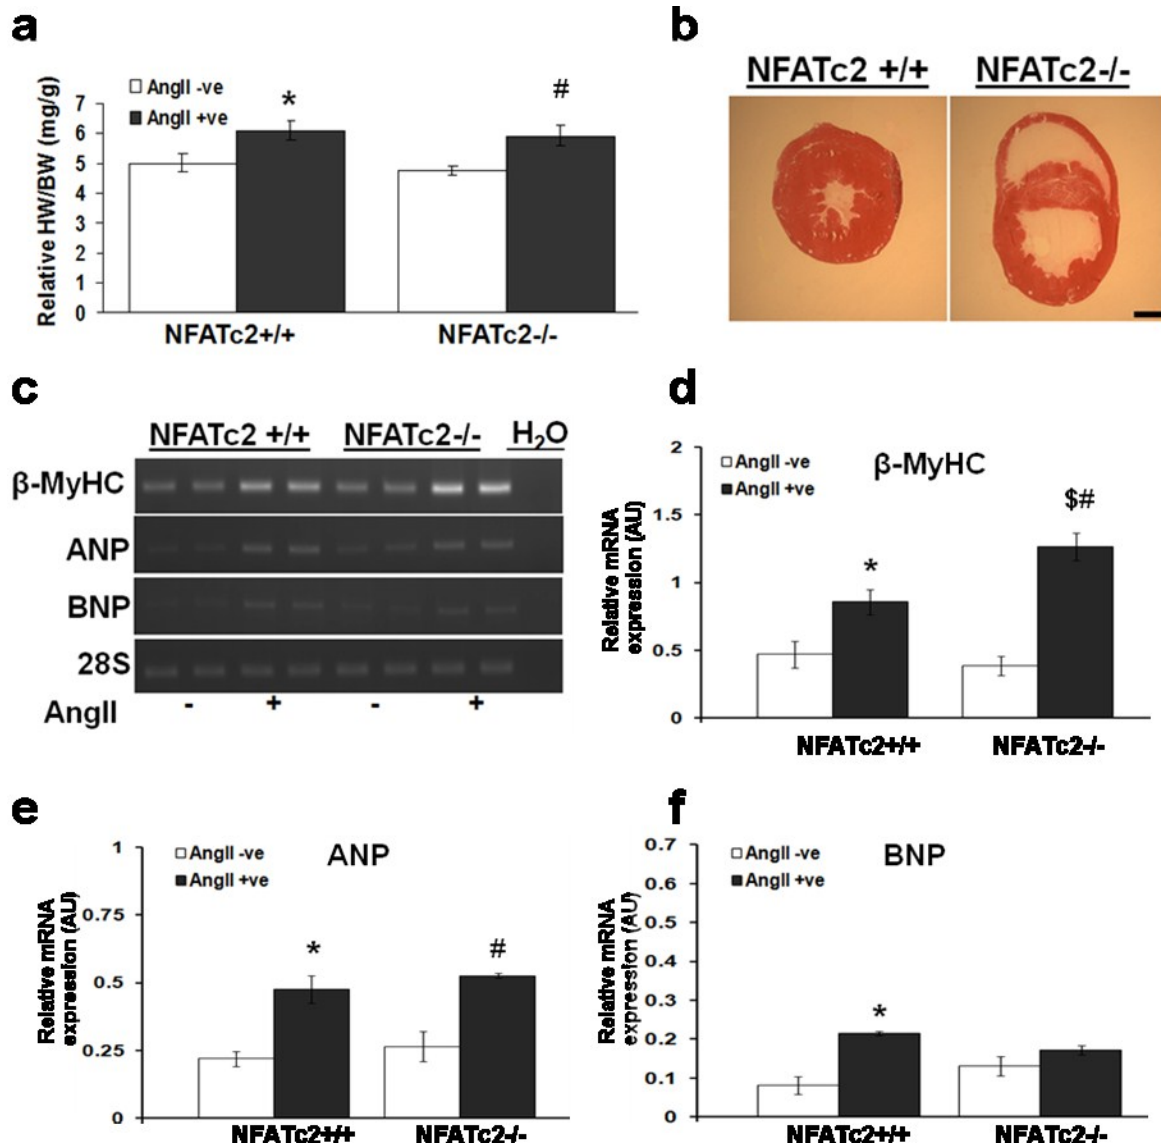 a
AngII -ve
AngII +ve
*
#
Relative HW/BW (mg/g)
7
6
5
4
3
2
1
0
NFATc2+/+
NFATc2-/-
b
NFATc2 +/+
NFATc2-/-
c
NFATc2 +/+
NFATc2-/-
H₂O
β-MyHC
ANP
BNP
28S
AngII
-
+
-
+
d
β-MyHC
AngII -ve
AngII +ve
*
$#
Relative mRNA
expression (AU)
2
1.5
1
0.5
0
NFATc2+/+
NFATc2-/-
e
ANP
AngII -ve
AngII +ve
*
#
Relative mRNA
expression (AU)
1
0.75
0.5
0.25
0
NFATc2+/+
NFATc2-/-
f
BNP
AngII -ve
AngII +ve
*
Relative mRNA
expression (AU)
0.7
0.6
0.5
0.4
0.3
0.2
0.1
0
NFATc2+/+
NFATc2-/-